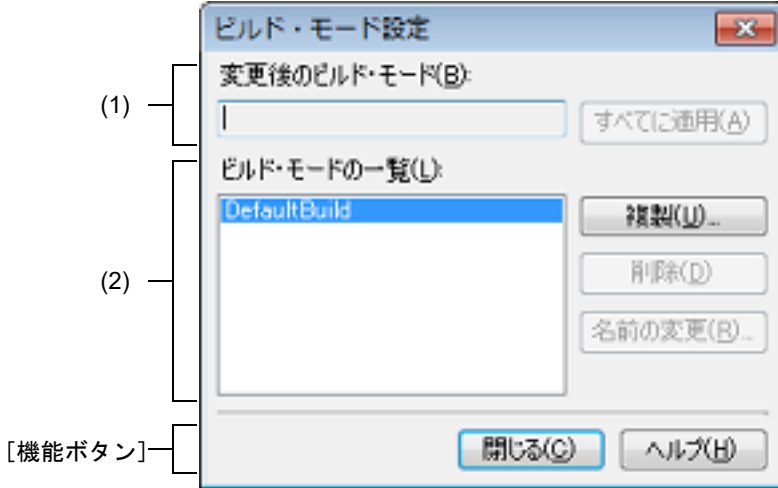 ビルド・モード設定
変更後のビルド・モード(B):
(1)
すべてに適用(A)
ビルド・モードの一覧(L):
DefaultBuild
複製(U)...
(2)
削除(D)
名前の変更(R)...
[機能ボタン]
閉じる(C)
ヘルプ(H)